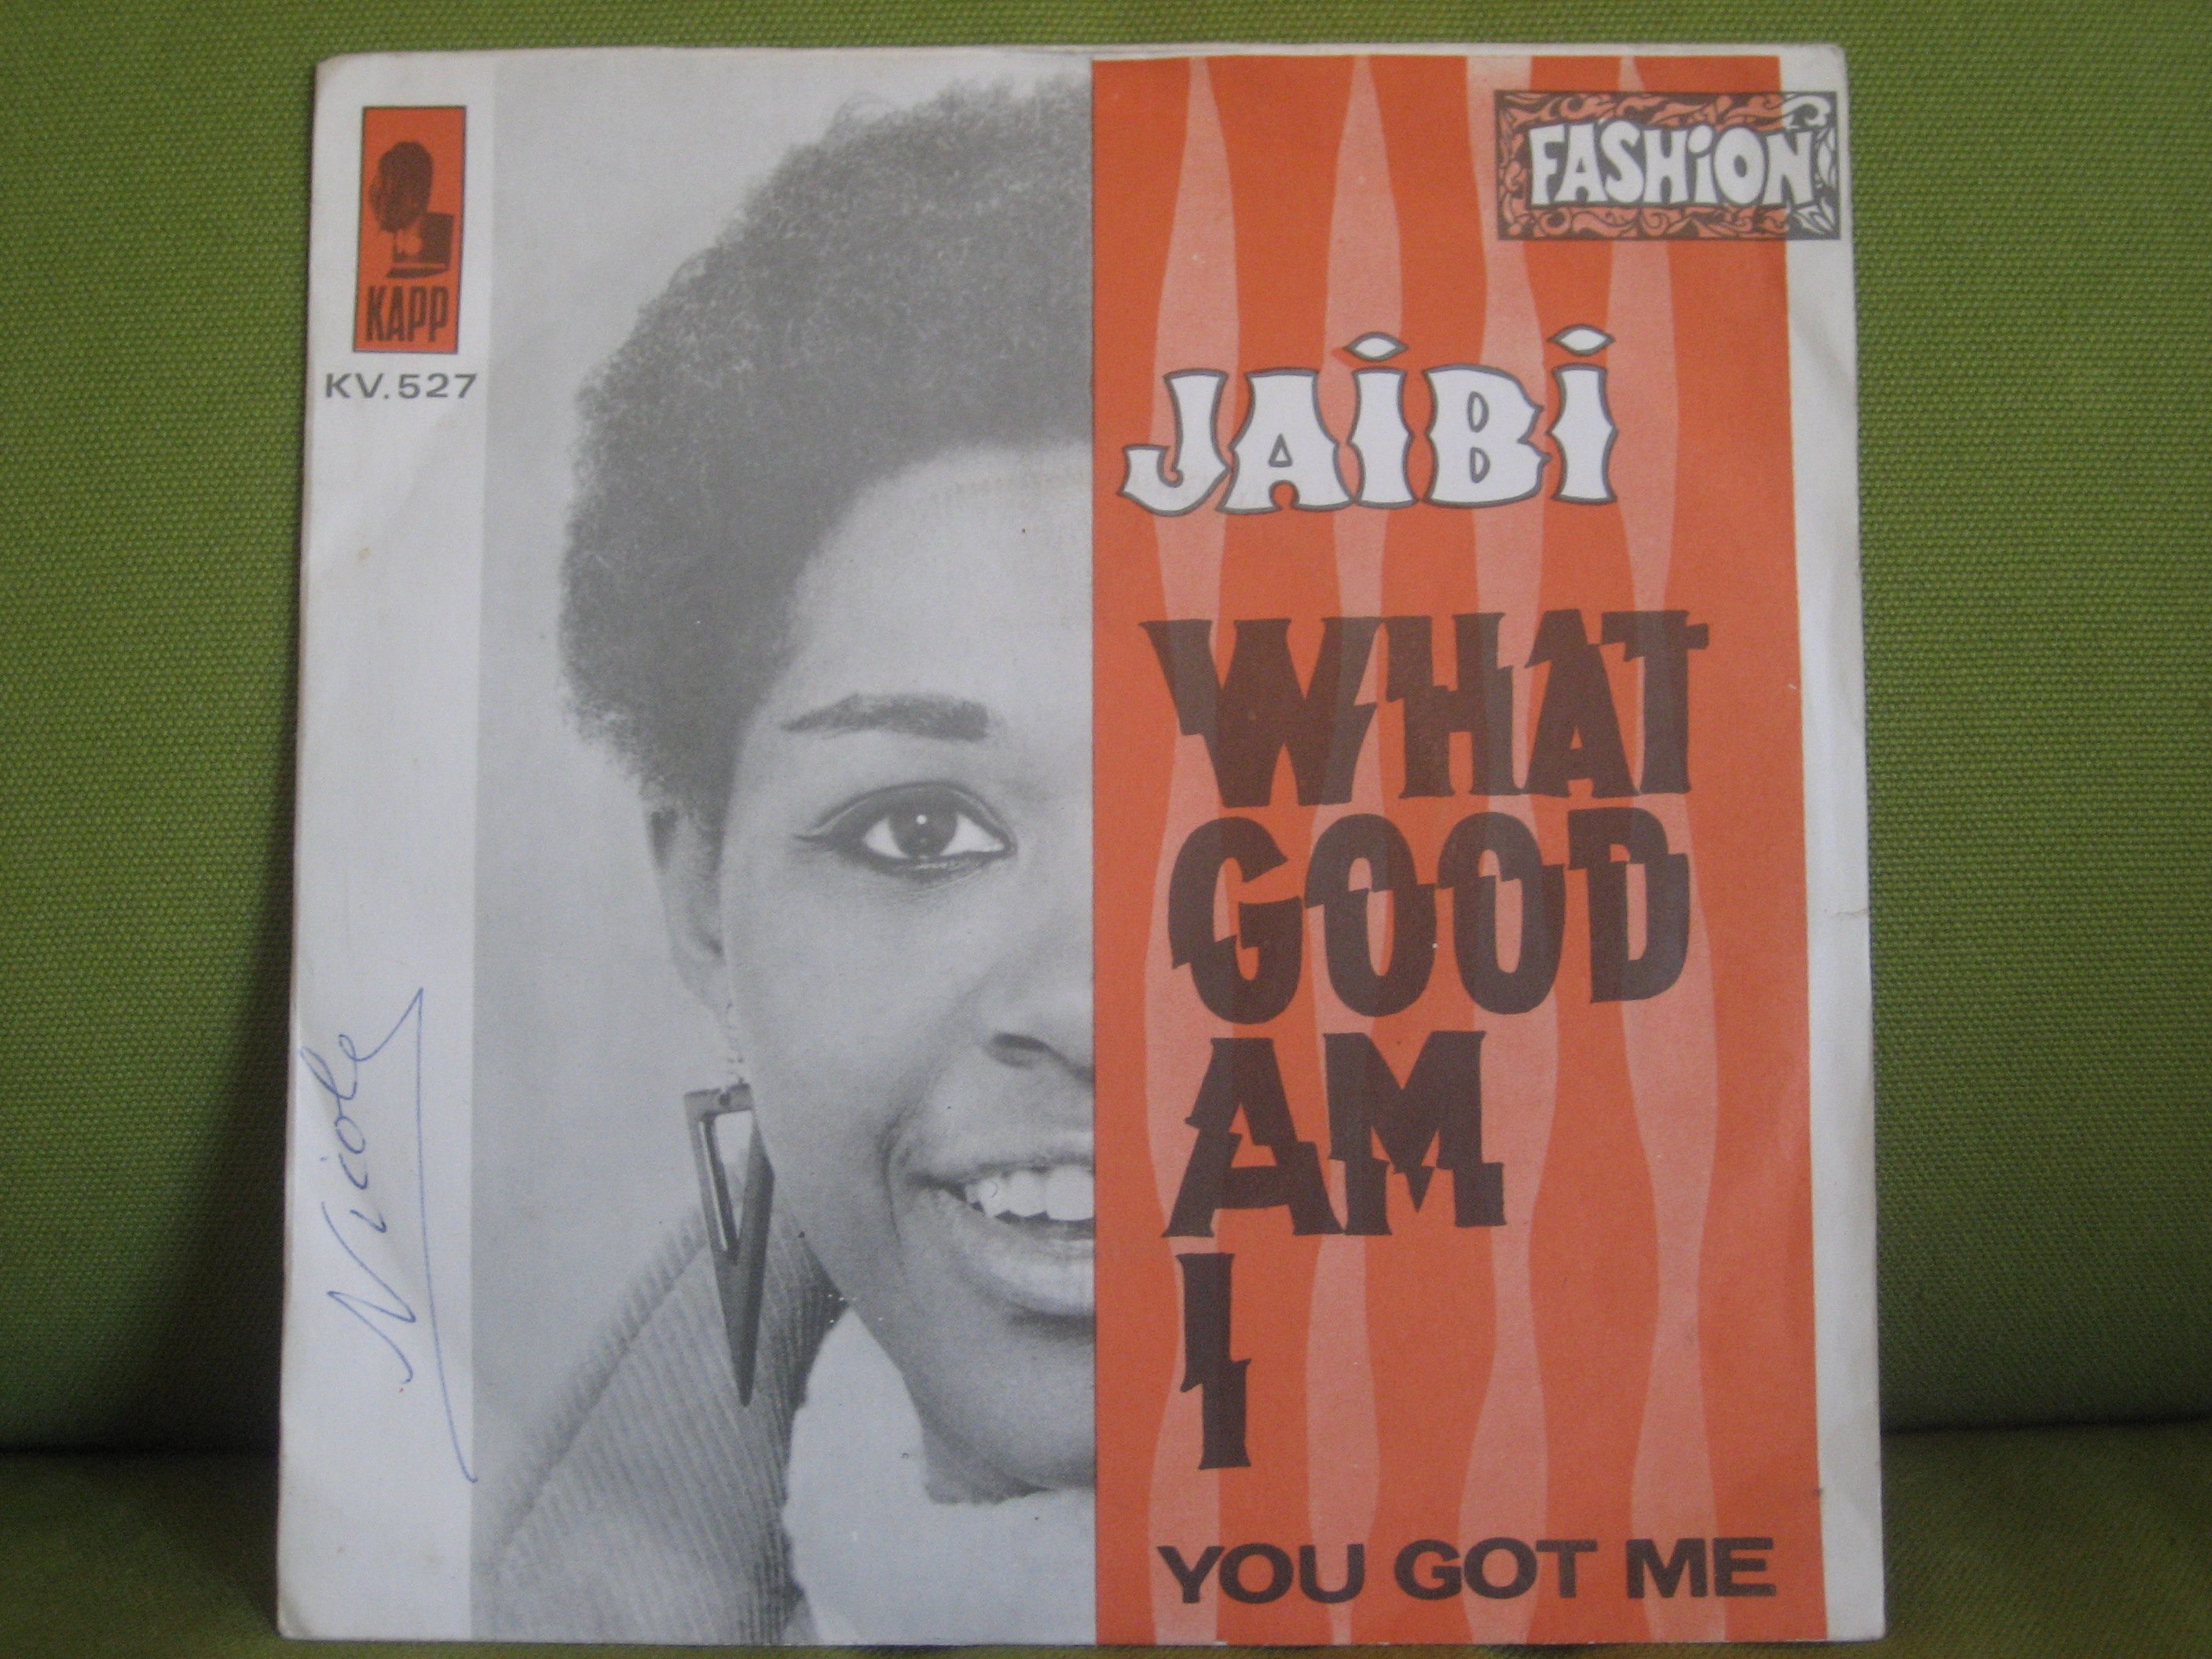 KAPP
KV.527
FASHiON
JAiBi
WHAT
GOOD
AM
I
YOU GOT ME
Nicole